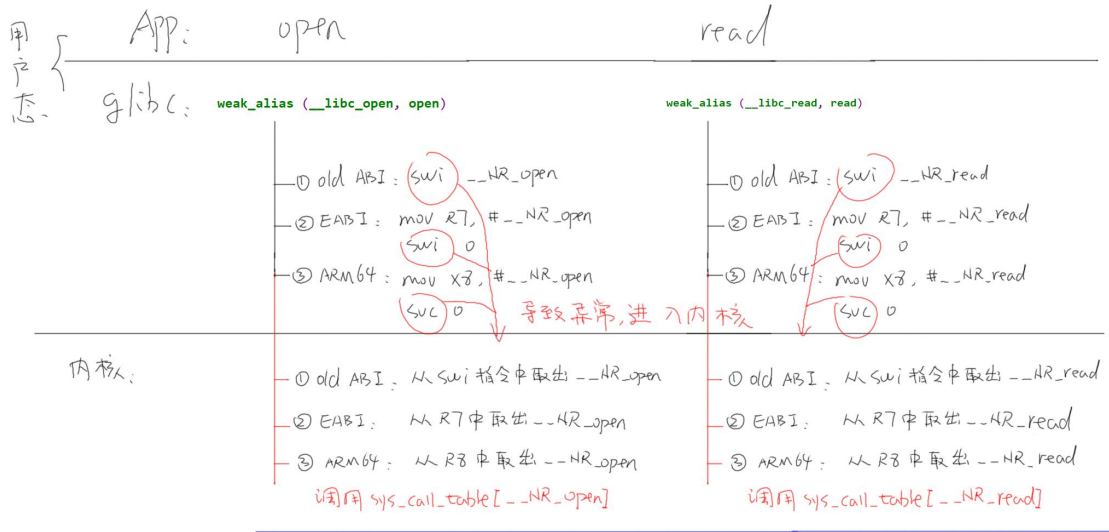 用户态:
App: open read
glibc: weak_alias (__libc_open, open) weak_alias (__libc_read, read)
① old ABI: swi __NR_open ① old ABI: swi __NR_read
② EABI: mov R7, #__NR_open ② EABI: mov R7, #__NR_read
swi 0 swi 0
③ ARM64: mov X8, #__NR_open ③ ARM64: mov X8, #__NR_read
svc 0 svc 0
导致异常,进入内核
内核:
① old ABI: 从swi指令中取出__NR_open ① old ABI: 从swi指令中取出__NR_read
② EABI: 从R7中取出__NR_open ② EABI: 从R7中取出__NR_read
③ ARM64: 从R8中取出__NR_open ③ ARM64: 从R8中取出__NR_read
调用sys_call_table[__NR_open] 调用sys_call_table[__NR_read]